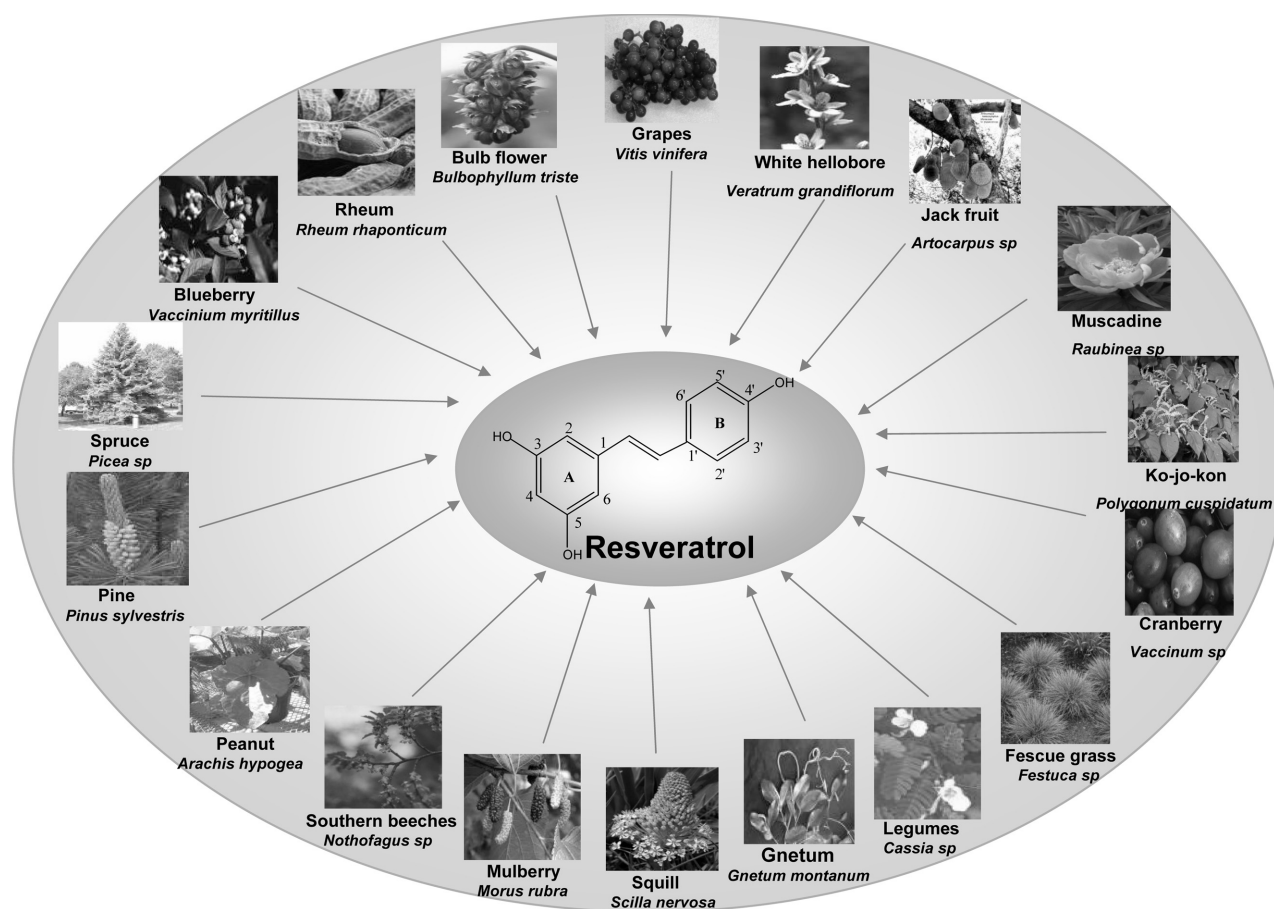 Grapes
Vitis vinifera
White hellobore
Veratrum grandiflorum
Jack fruit
Artocarpus sp
Muscadine
Raubinea sp
Ko-jo-kon
Polygonum cuspidatum
Cranberry
Vaccinum sp
Fescue grass
Festuca sp
Legumes
Cassia sp
Gnetum
Gnetum montanum
Squill
Scilla nervosa
Mulberry
Morus rubra
Southern beeches
Nothofagus sp
Peanut
Arachis hypogea
Pine
Pinus sylvestris
Spruce
Picea sp
Blueberry
Vaccinium myritillus
Rheum
Rheum rhaponticum
Bulb flower
Bulbophyllum triste
OH
5'
4'
6'
B
3'
1'
2'
HO
3
2
1
A
4
6
5
OH
Resveratrol